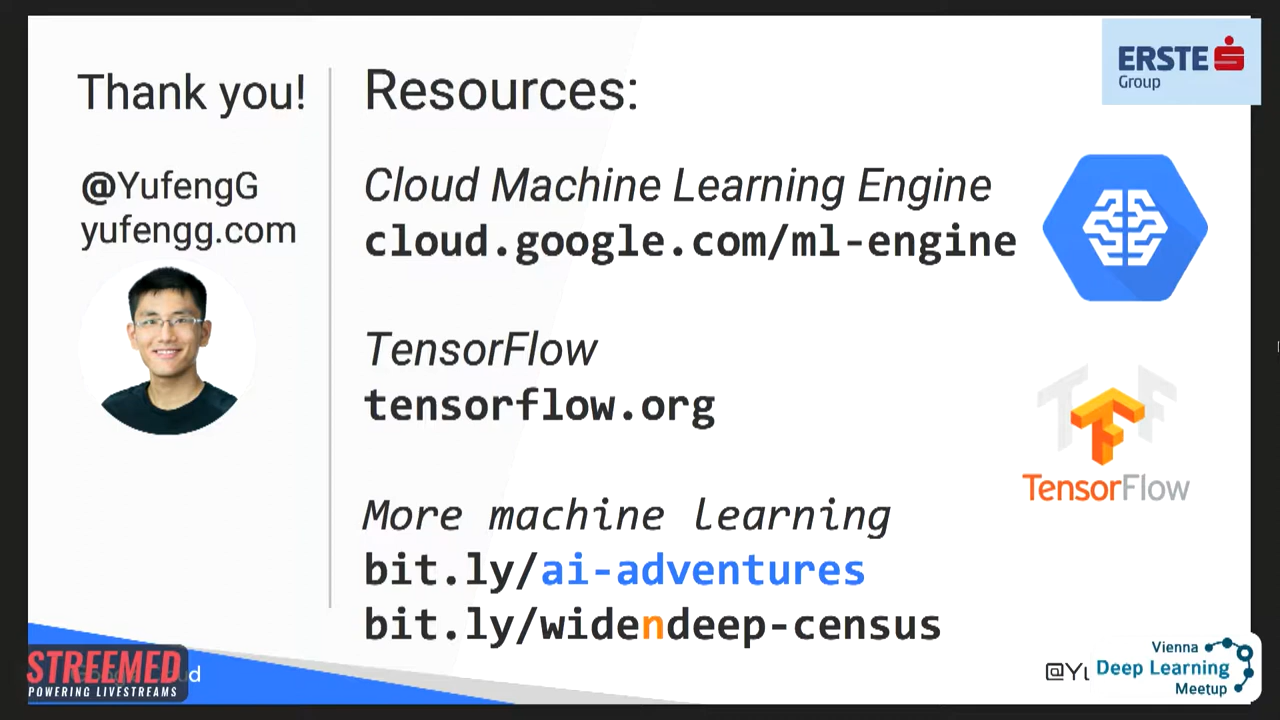 Thank you!
@YufengG
yufengg.com
Resources:
Cloud Machine Learning Engine
cloud.google.com/ml-engine
TensorFlow
tensorflow.org
More machine learning
bit.ly/ai-adventures
bit.ly/widendeep-census
ERSTE
Group
TensorFlow
STREEMED
POWERING LIVESTREAMS
Vienna
Deep Learning
Meetup